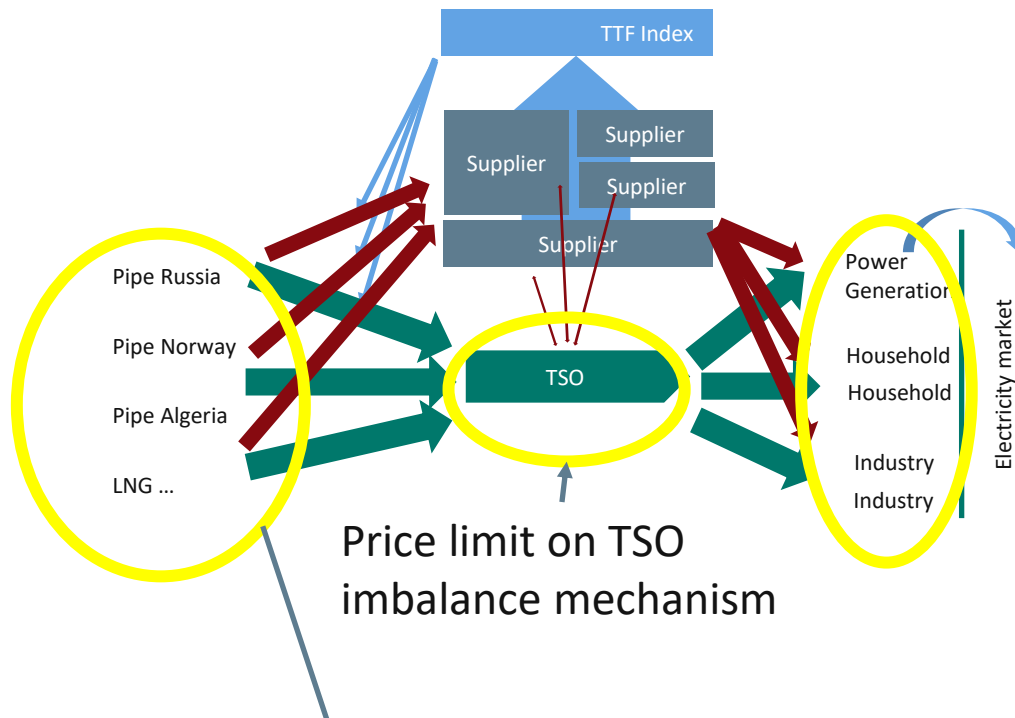 TTF Index
Supplier
Supplier
Supplier
Supplier
Pipe Russia
Pipe Norway
Pipe Algeria
LNG ...
TSO
Power
Generation
Household
Household
Industry
Industry
Electricity market
Price limit on TSO
imbalance mechanism